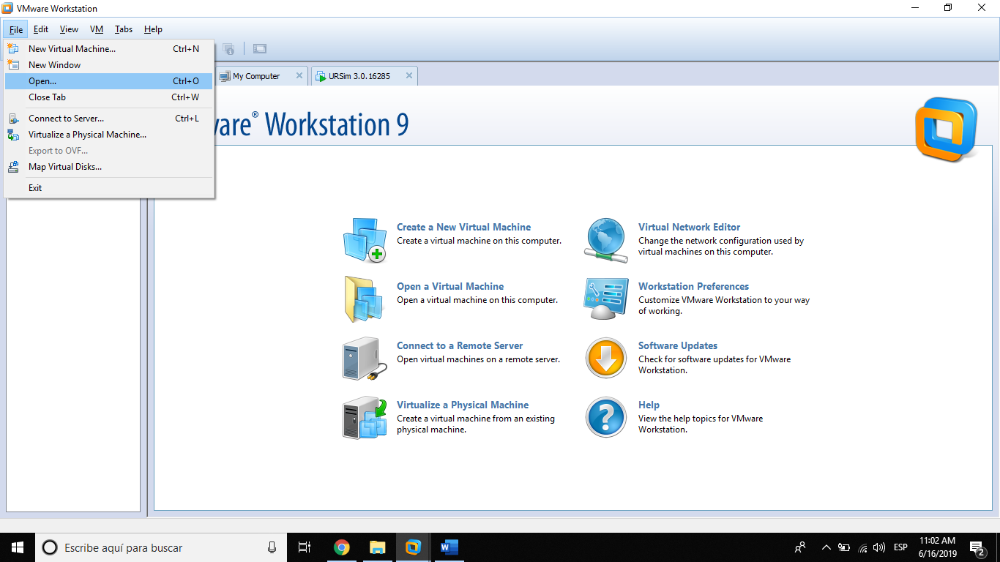 VMware Workstation
File Edit View VM Tabs Help
New Virtual Machine... Ctrl+N
New Window
Open... Ctrl+O
Close Tab Ctrl+W
Connect to Server... Ctrl+L
Virtualize a Physical Machine...
Export to OVF...
Map Virtual Disks...
Exit
My Computer
URSim 3.0.16285
ware® Workstation 9
Create a New Virtual Machine
Create a virtual machine on this computer.
Open a Virtual Machine
Open a virtual machine on this computer.
Connect to a Remote Server
Open virtual machines on a remote server.
Virtualize a Physical Machine
Create a virtual machine from an existing
physical machine.
Virtual Network Editor
Change the network configuration used by
virtual machines on this computer.
Workstation Preferences
Customize VMware Workstation to your way
of working.
Software Updates
Check for software updates for VMware
Workstation.
Help
View the help topics for VMware
Workstation.
Escribe aquí para buscar
ESP
11:02 AM
6/16/2019
2